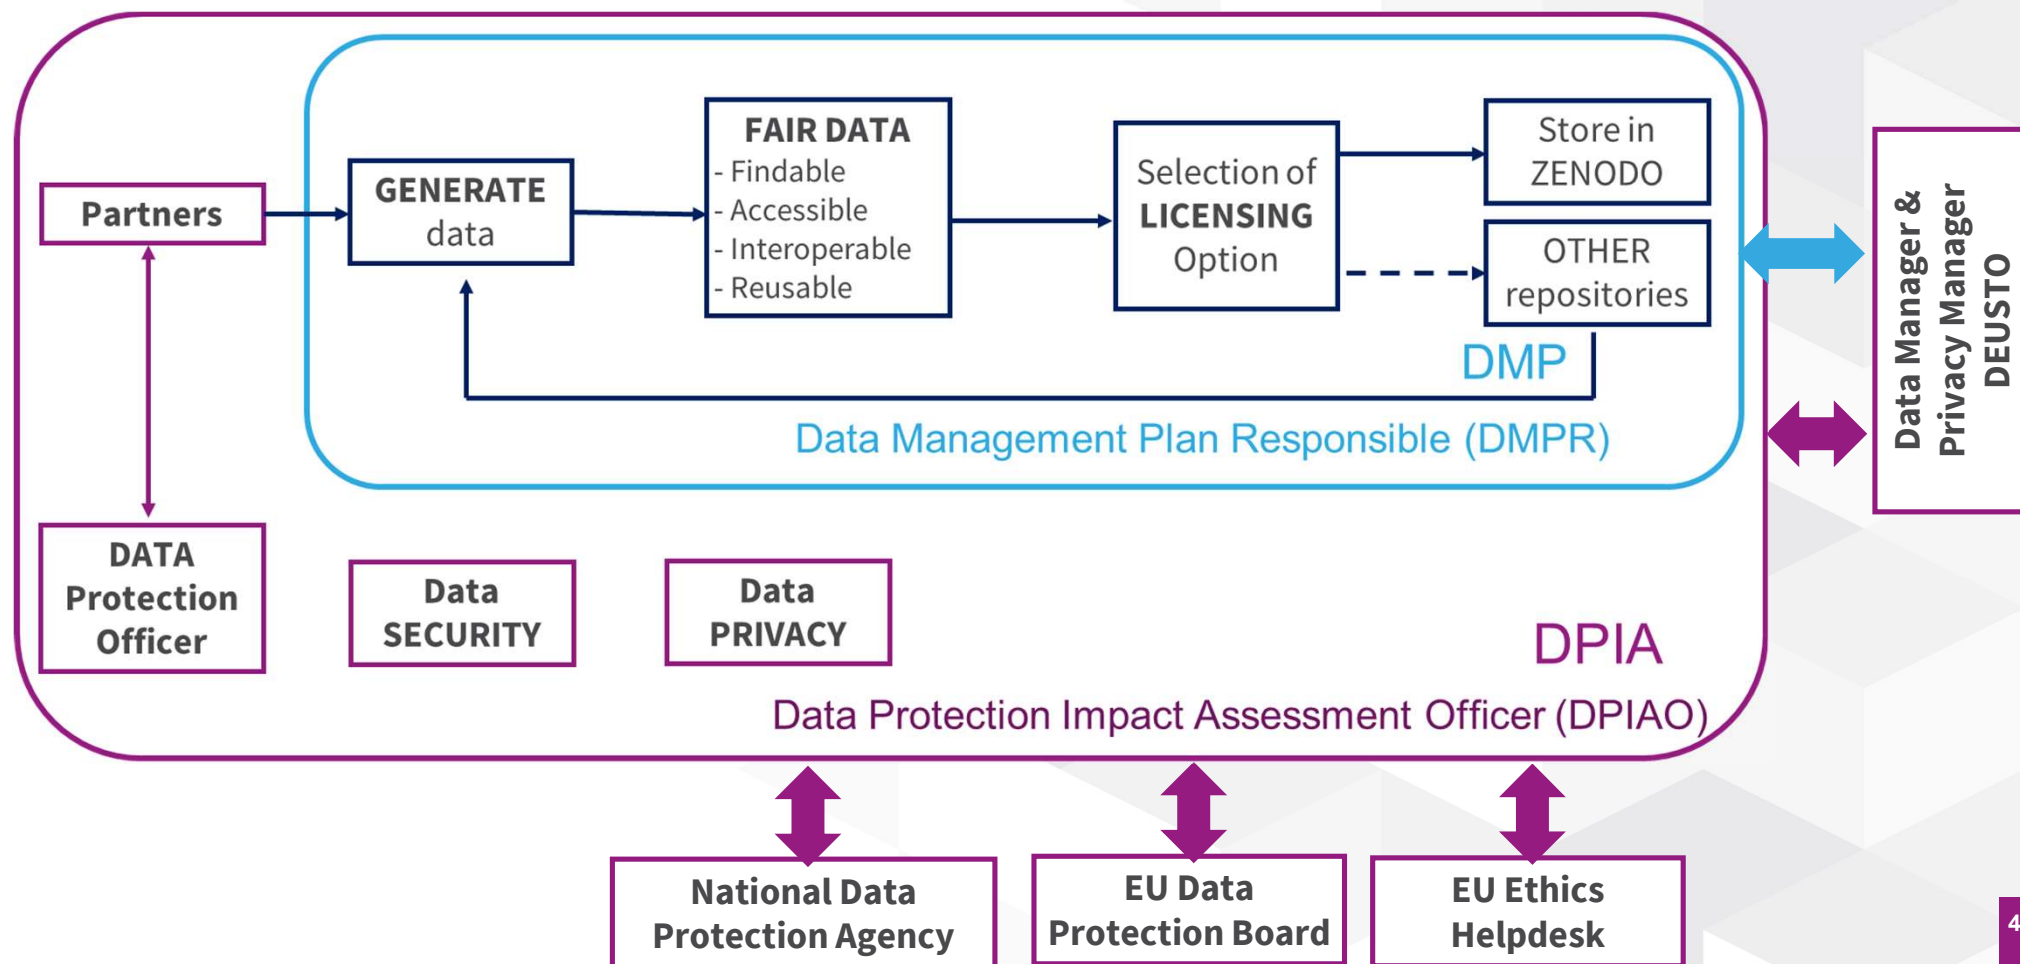 Partners
GENERATE
data
FAIR DATA
- Findable
- Accessible
- Interoperable
- Reusable
Selection of
LICENSING
Option
Store in
ZENODO
OTHER
repositories
DMP
Data Management Plan Responsible (DMPR)
Data Manager &
Privacy Manager
DEUSTO
DATA
Protection
Officer
Data
SECURITY
Data
PRIVACY
DPIA
Data Protection Impact Assessment Officer (DPIAO)
National Data
Protection Agency
EU Data
Protection Board
EU Ethics
Helpdesk
4